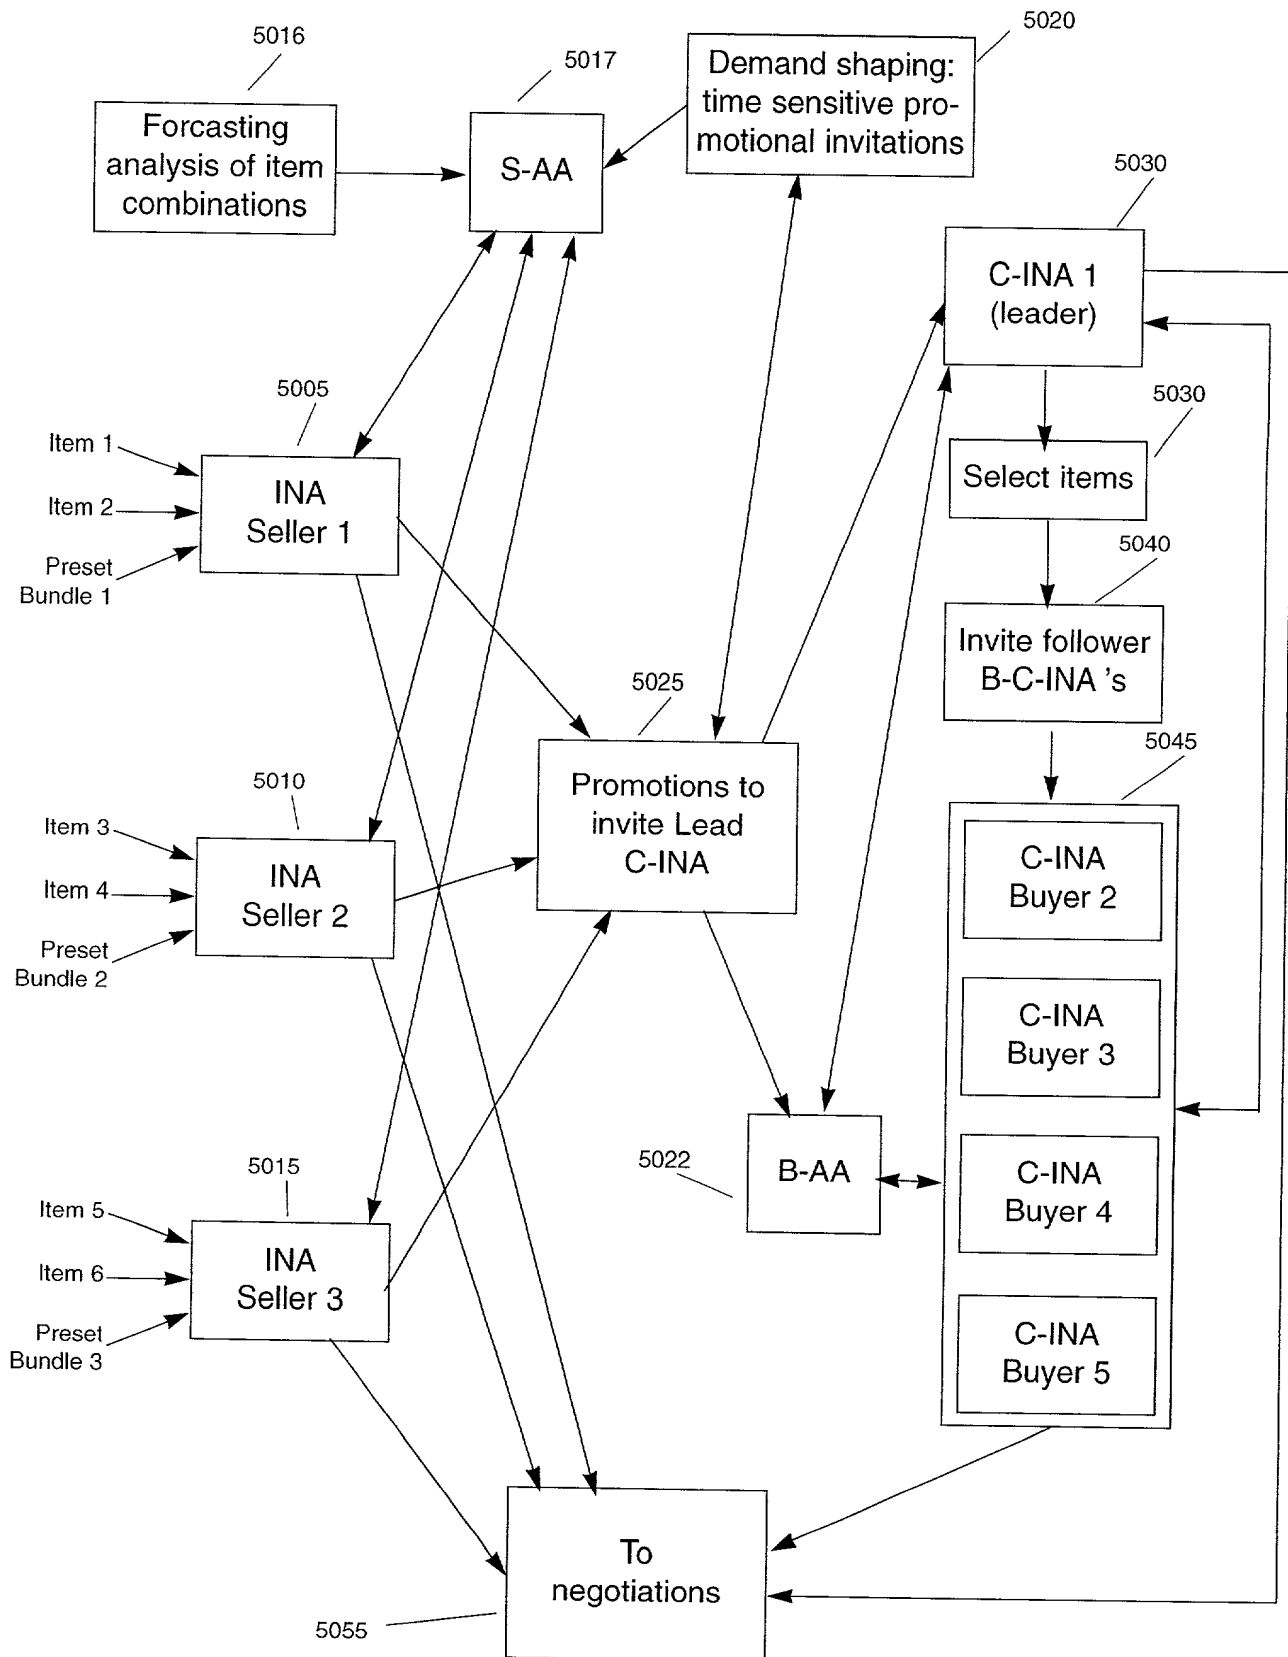 5016
5017
5020
Forcasting
analysis of item
combinations
S-AA
Demand shaping:
time sensitive pro-
motional invitations
5030
C-INA 1
(leader)
5005
Item 1
Item 2
Preset
Bundle 1
INA
Seller 1
5030
Select items
5040
Invite follower
B-C-INA 's
5025
Promotions to
invite Lead
C-INA
5010
Item 3
Item 4
Preset
Bundle 2
INA
Seller 2
5045
C-INA
Buyer 2
C-INA
Buyer 3
C-INA
Buyer 4
C-INA
Buyer 5
5022
B-AA
5015
Item 5
Item 6
Preset
Bundle 3
INA
Seller 3
To
negotiations
5055